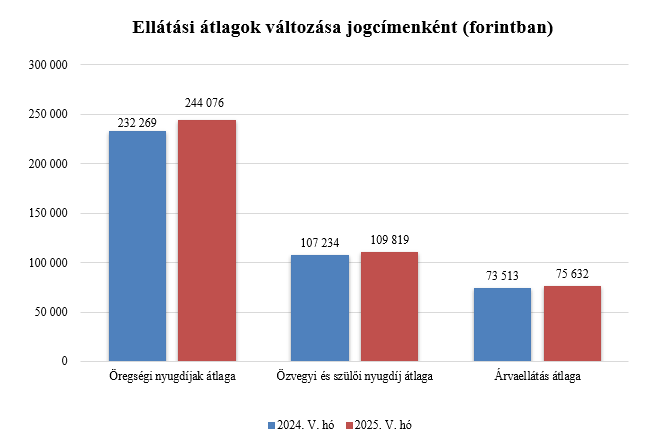 Ellátási átlagok változása jogcímenként (forintban)
300 000
250 000
200 000
150 000
100 000
50 000
0
232 269
244 076
107 234
109 819
73 513
75 632
Öregségi nyugdíjak átlaga
Özvegyi és szülői nyugdíj átlaga
Árvaellátás átlaga
2024. V. hó
2025. V. hó